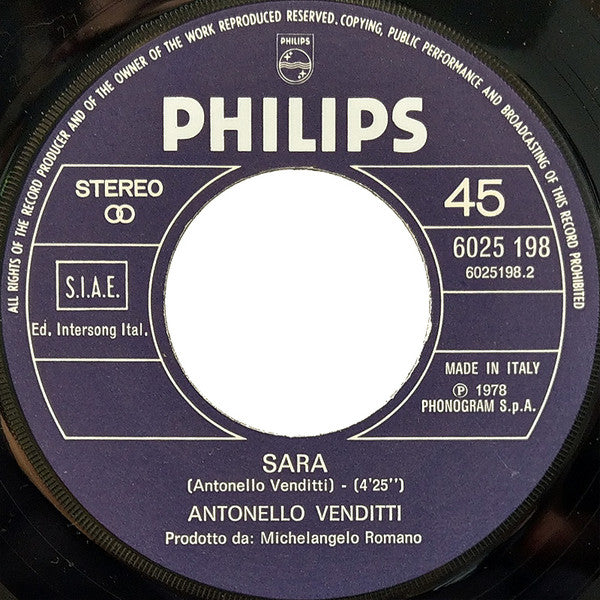 ALL RIGHTS OF THE RECORD PRODUCER AND OF THE OWNER OF THE WORK REPRODUCED RESERVED. COPYING, PUBLIC PERFORMANCE AND BROADCASTING OF THIS RECORD PROHIBITED
PHILIPS
PHILIPS
STEREO
45
6025 198
6025198.2
S.I.A.E.
Ed. Intersong Ital.
MADE IN ITALY
Ⓟ 1978
PHONOGRAM S.p.A.
SARA
(Antonello Venditti) - (4'25'')
ANTONELLO VENDITTI
Prodotto da: Michelangelo Romano